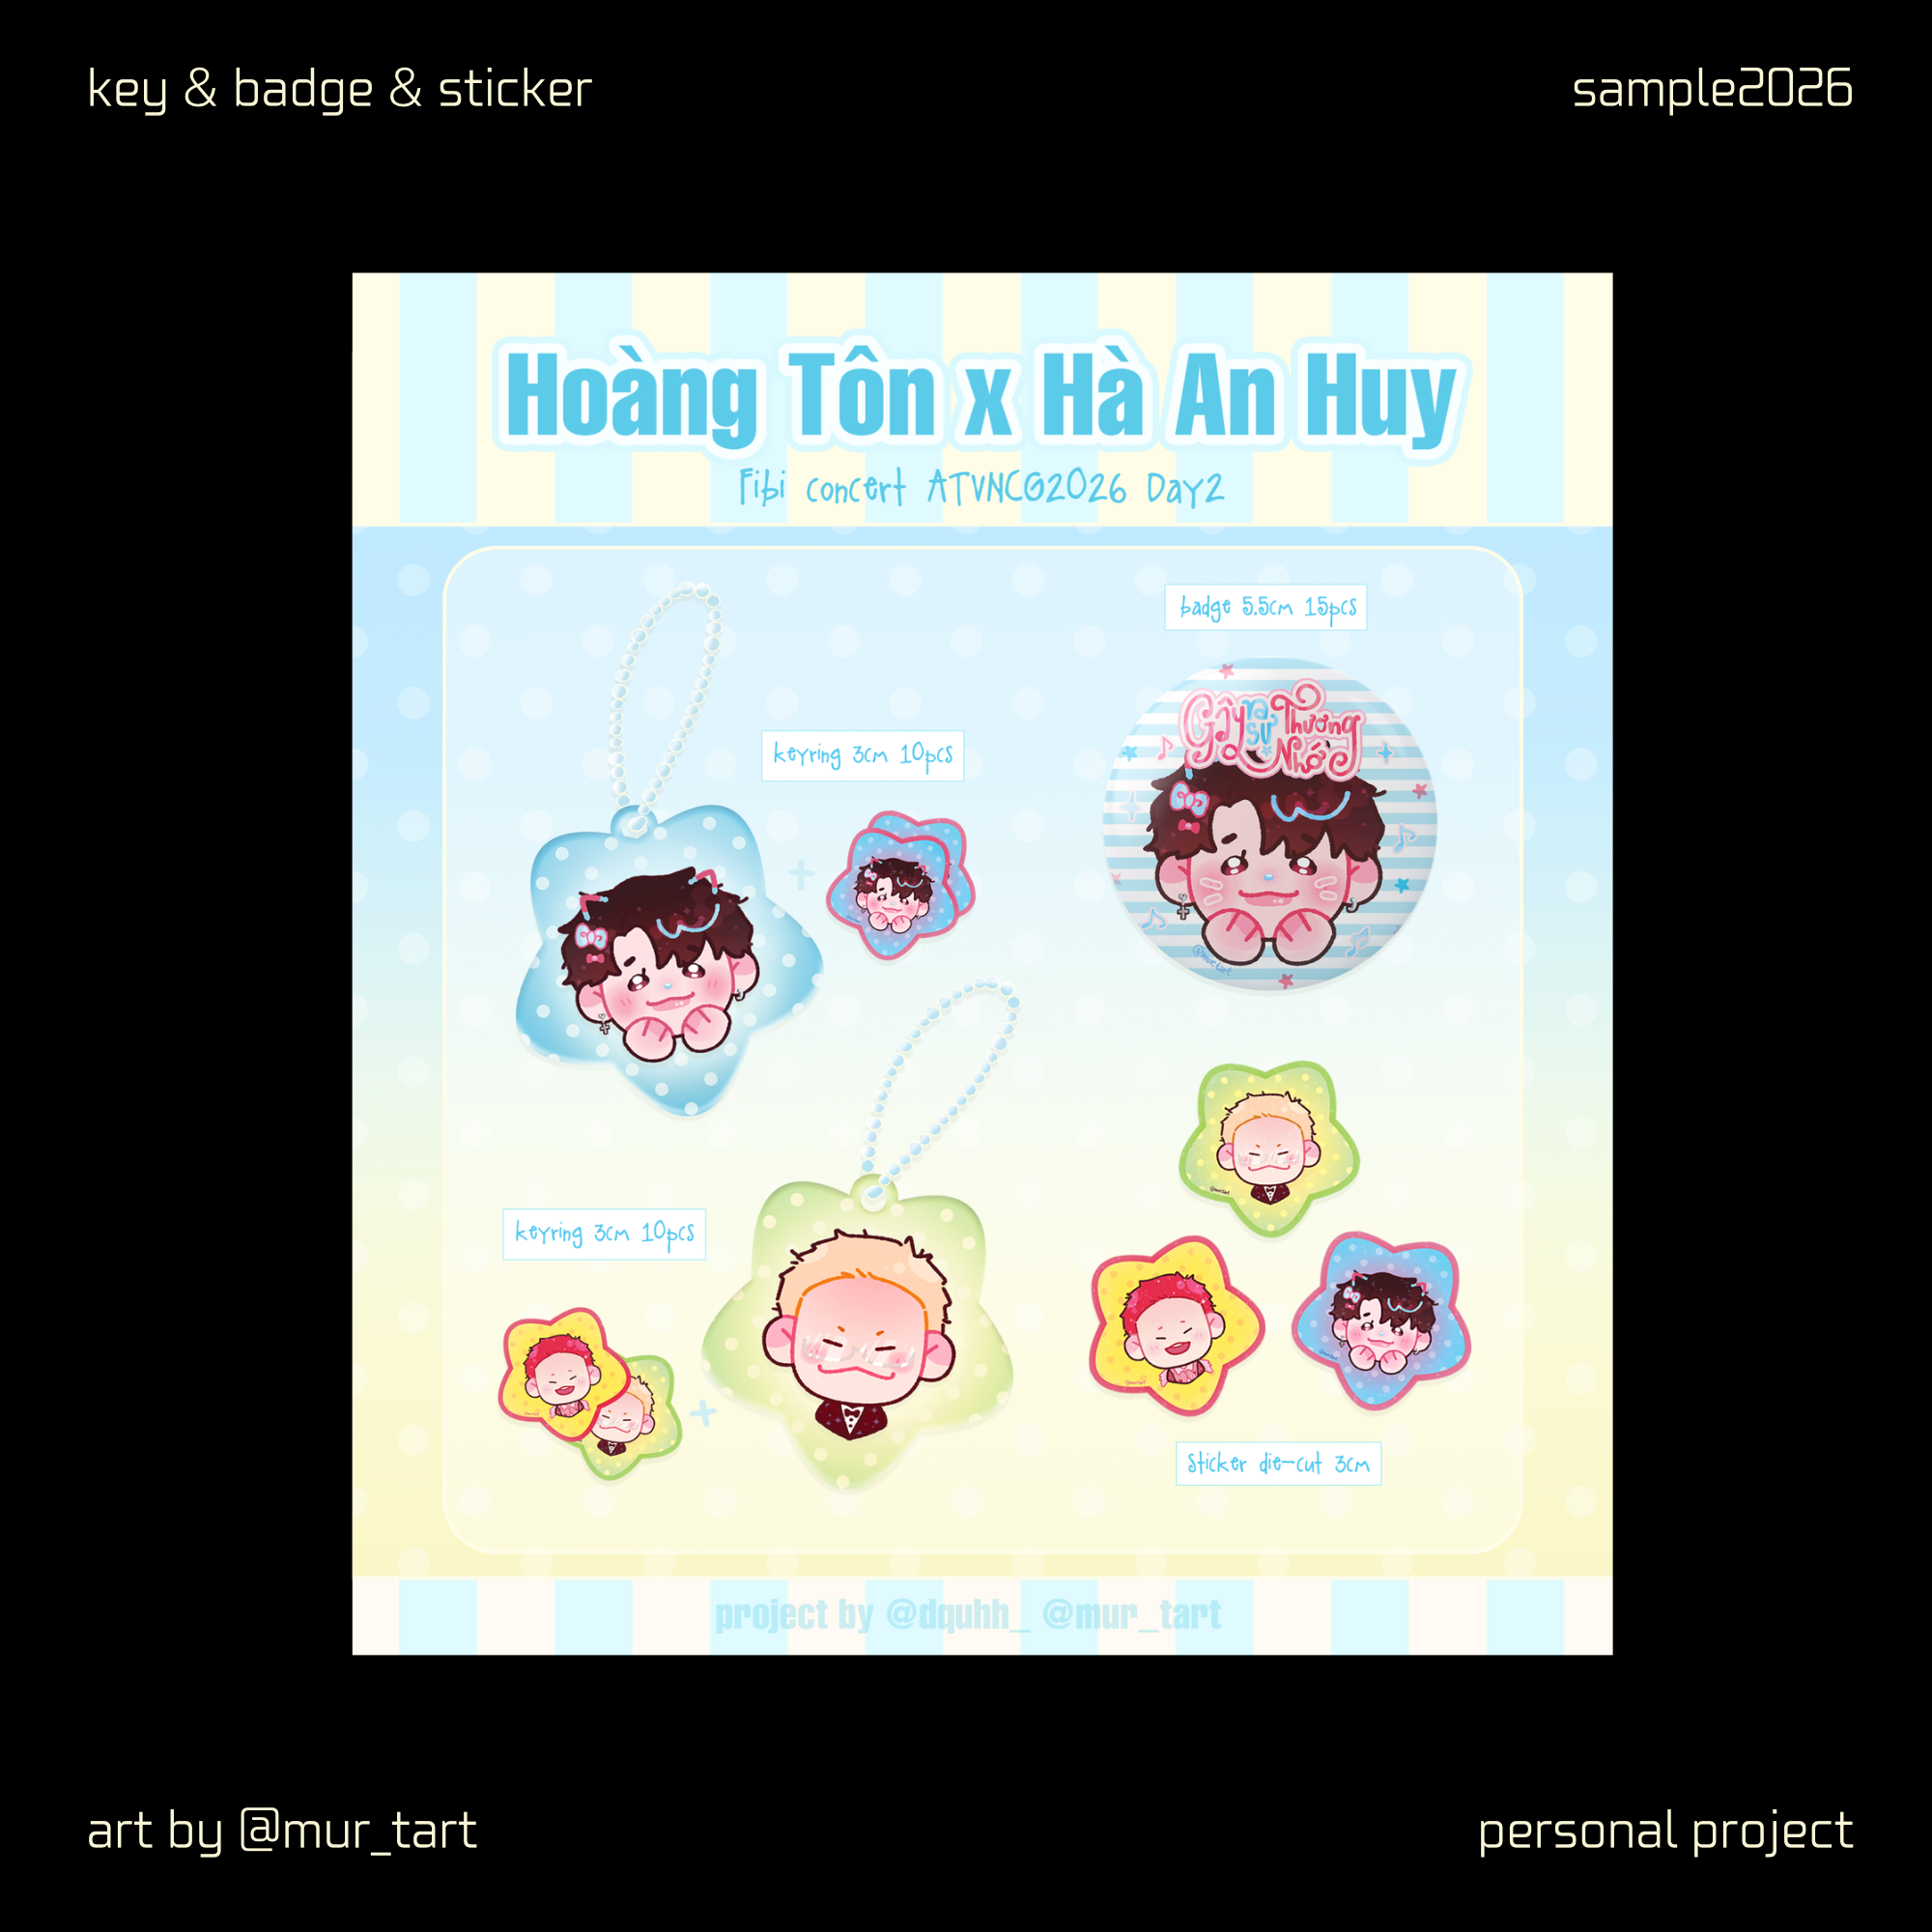 key & badge & sticker
sample2026
Hoàng Tôn x Hà An Huy
Fibi concert ATVNCG2026 Day2
badge 5.5cm 15pcs
Gây ra sự Thương Nhớ
@mur.tart
keyring 3cm 10pcs
keyring 3cm 10pcs
Sticker die-cut 3cm
project by @dquhh_ @mur_tart
art by @mur_tart
personal project